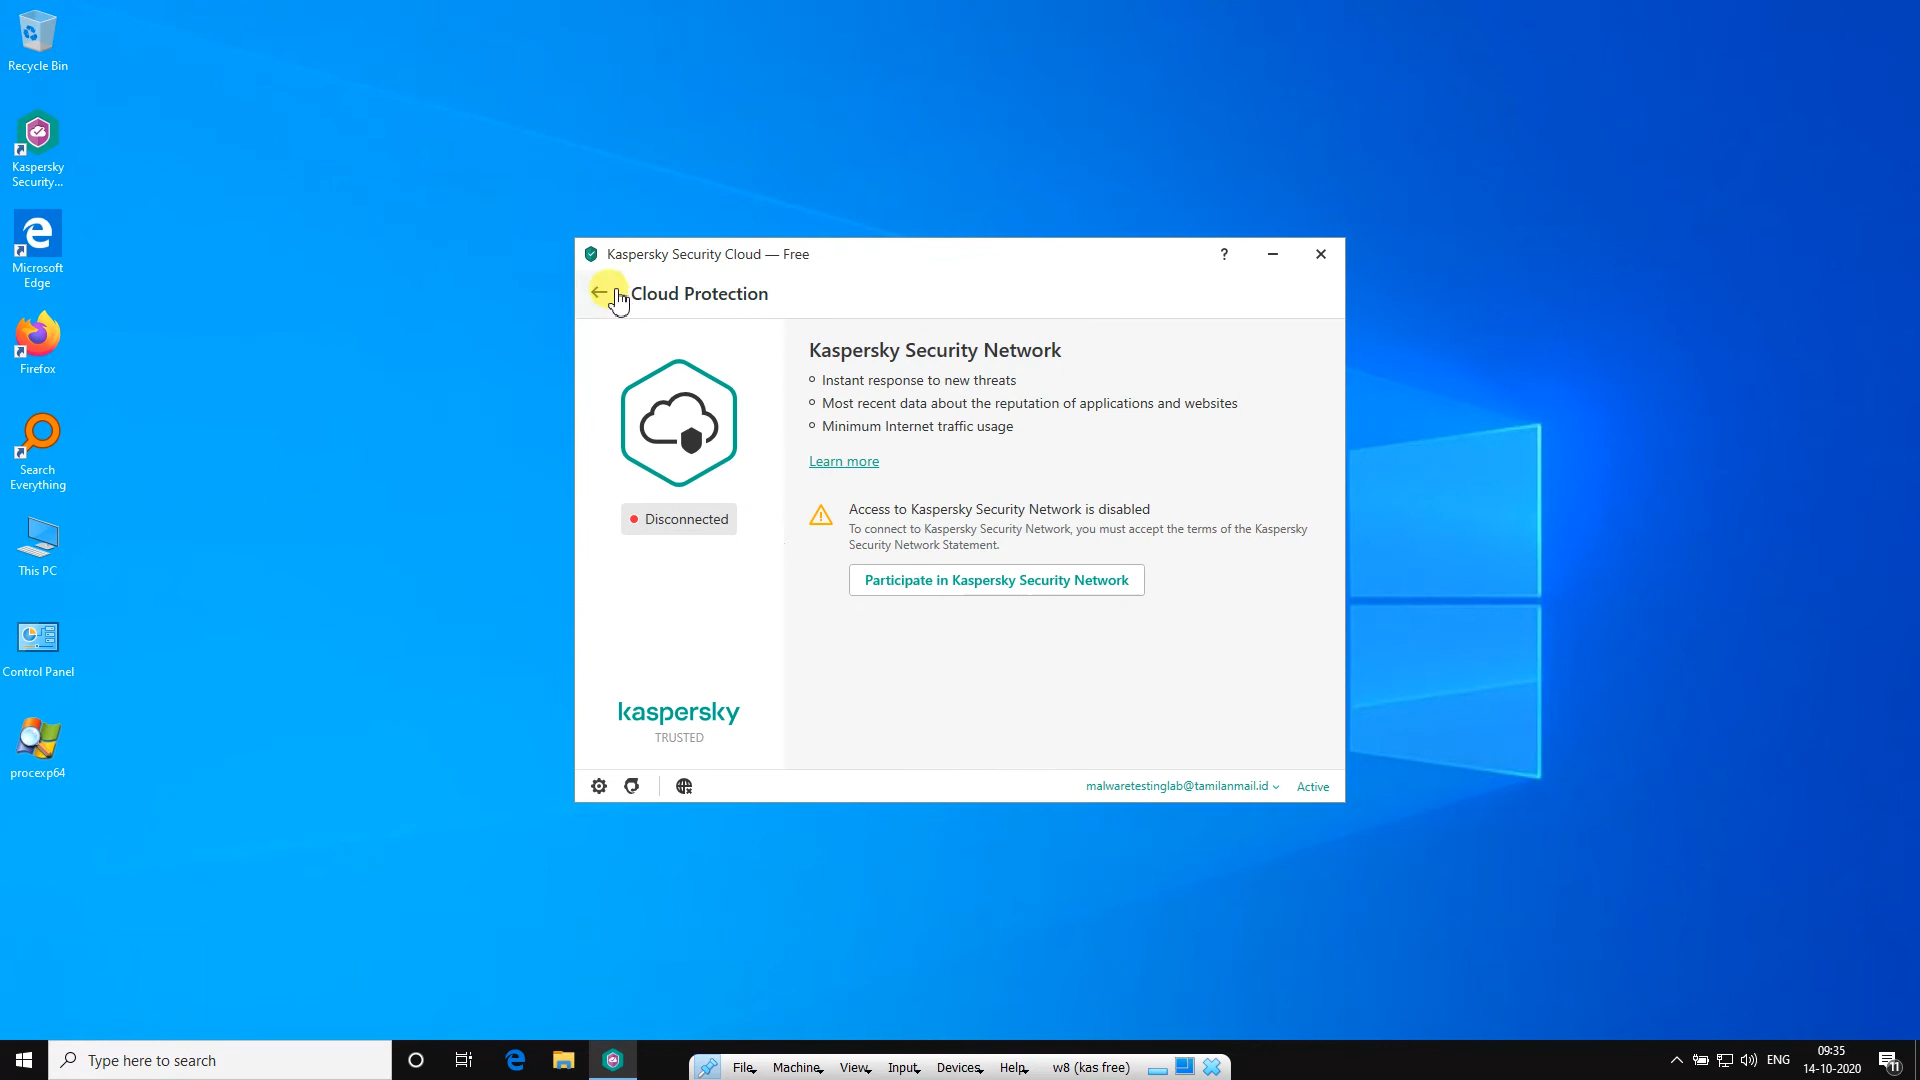 Recycle Bin
Kaspersky
Security...
Microsoft
Edge
Firefox
Search
Everything
This PC
Control Panel
procexp64
Kaspersky Security Cloud — Free
?
Cloud Protection
Disconnected
kaspersky
TRUSTED
Kaspersky Security Network
Instant response to new threats
Most recent data about the reputation of applications and websites
Minimum Internet traffic usage
Learn more
Access to Kaspersky Security Network is disabled
To connect to Kaspersky Security Network, you must accept the terms of the Kaspersky
Security Network Statement.
Participate in Kaspersky Security Network
malwaretestinglab@tamilanmail.id
Active
Type here to search
File
Machine
View
Input
Devices
Help
w8 (kas free)
ENG
09:35
14-10-2020
11